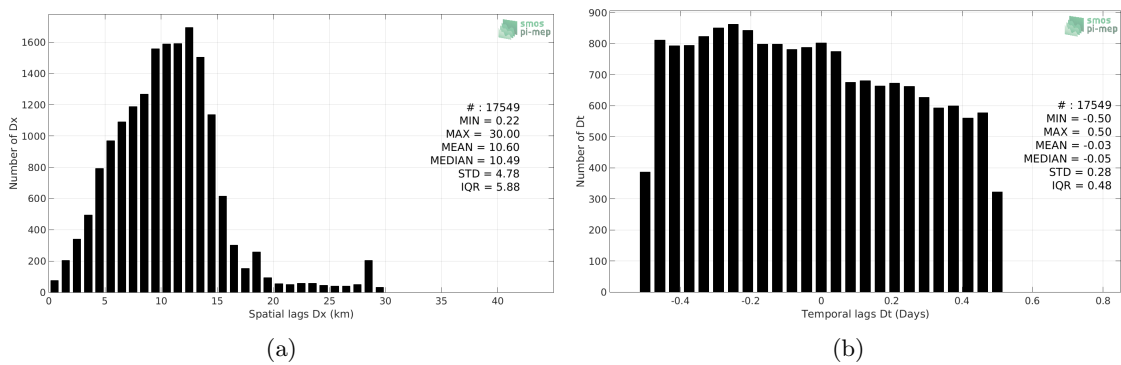 1600
1400
1200
1000
800
600
400
200
0
Number of Dx
smos
pi-mep
# : 17549
MIN = 0.22
MAX = 30.00
MEAN = 10.60
MEDIAN = 10.49
STD = 4.78
IQR = 5.88
0 5 10 15 20 25 30 35 40
Spatial lags Dx (km)
(a)
900
800
700
600
500
400
300
200
100
0
Number of Dt
smos
pi-mep
# : 17549
MIN = -0.50
MAX = 0.50
MEAN = -0.03
MEDIAN = -0.05
STD = 0.28
IQR = 0.48
-0.4 -0.2 0 0.2 0.4 0.6 0.8
Temporal lags Dt (Days)
(b)